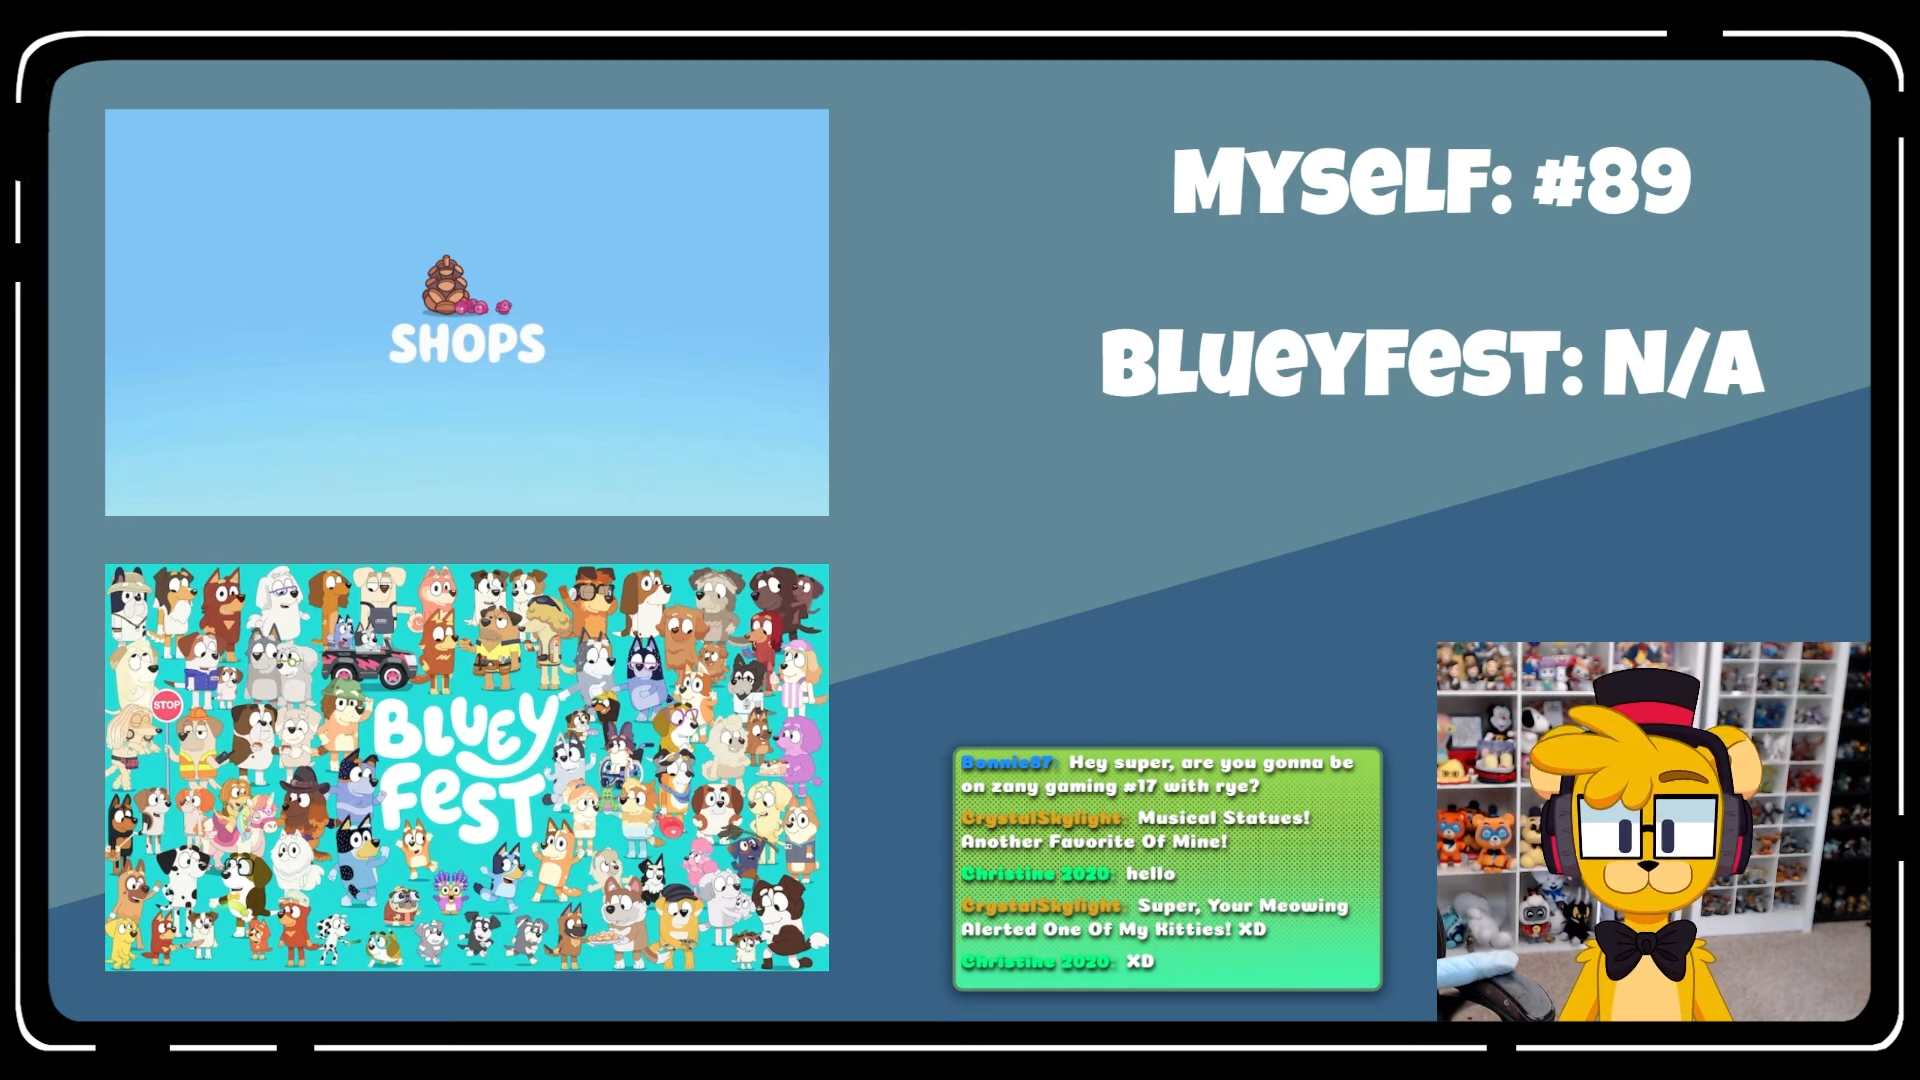 SHOPS
MYSELF: #89
BLUEYFEST: N/A
STOP
BLUEY
FEST
Bonnie87: Hey super, are you gonna be
on zany gaming #17 with rye?
CrystalSkylight: Musical Statues!
Another Favorite Of Mine!
Christine 2020: hello
CrystalSkylight: Super, Your Meowing
Alerted One Of My Kitties! XD
Christine 2020: XD